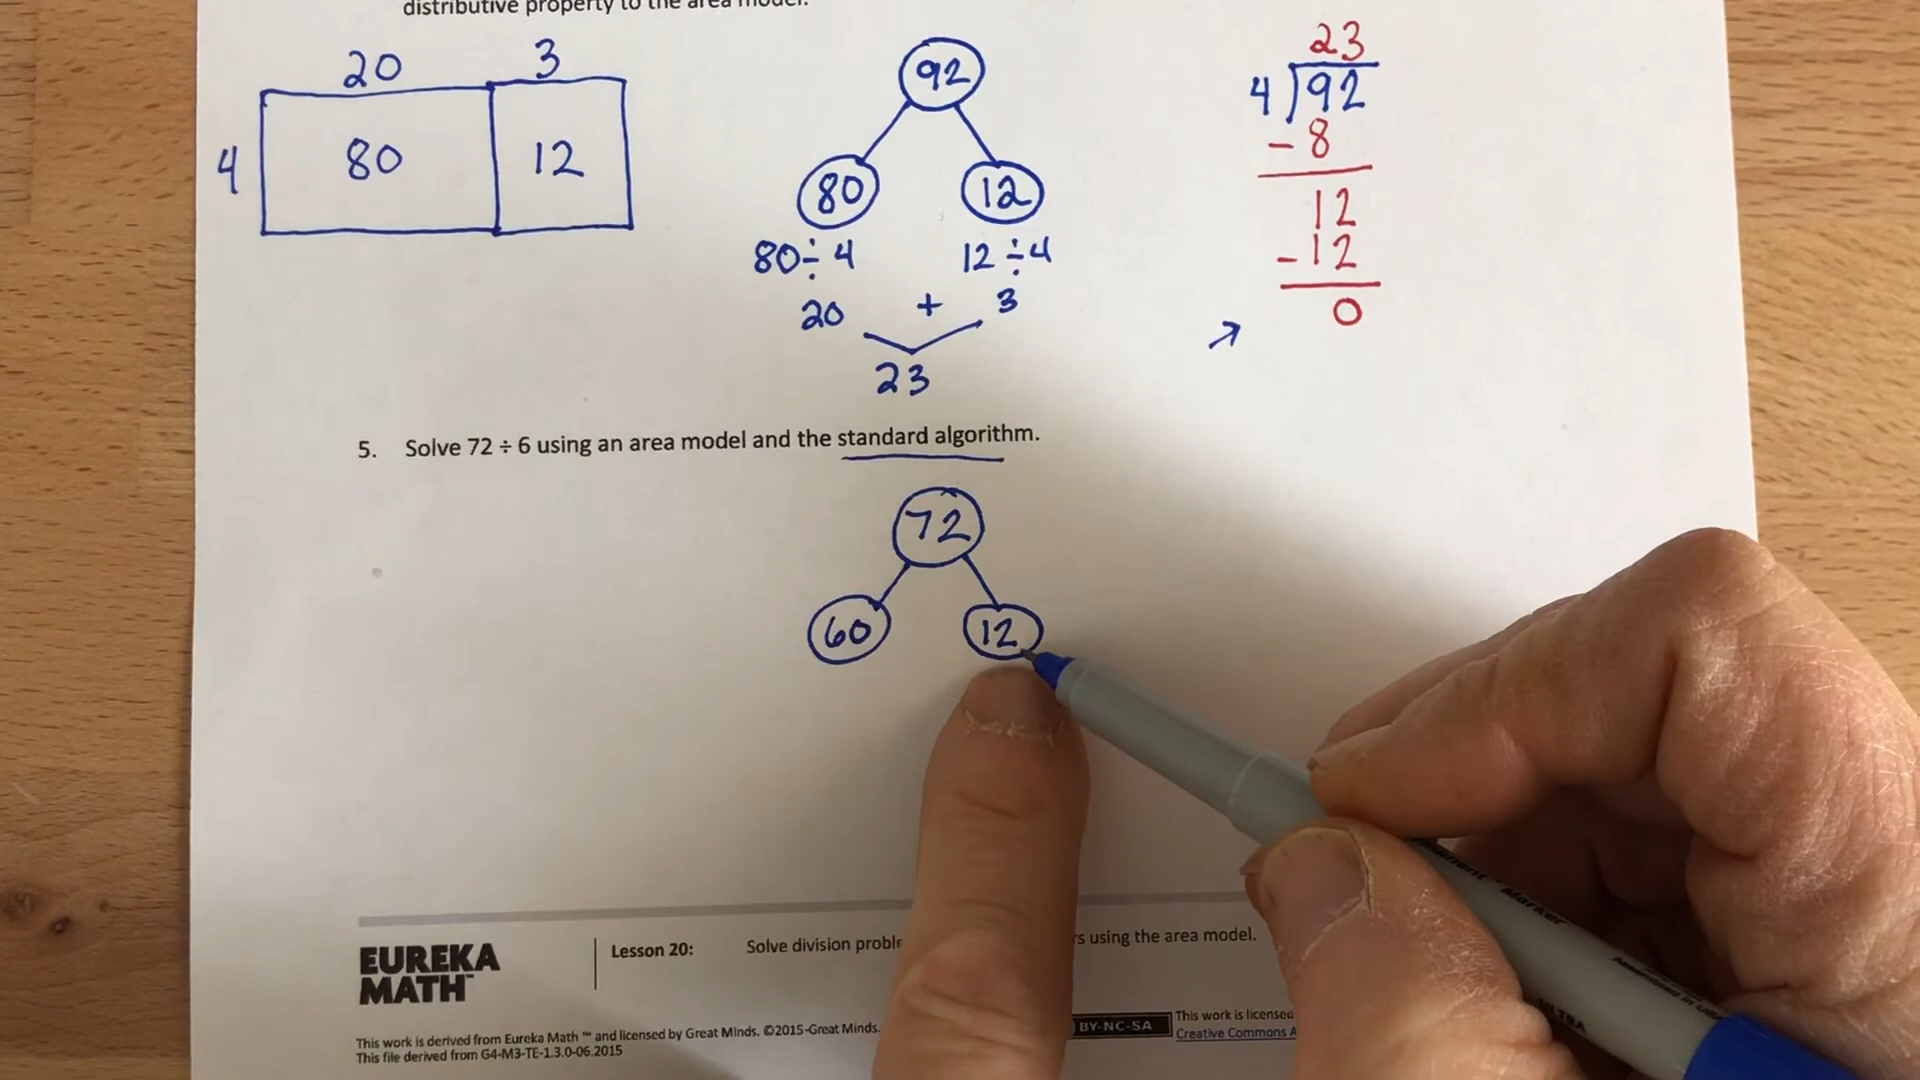 distributive property to the area model.
20 3
4 80 12
92
80 12
80÷4 12÷4
20 + 3
23
23
4)92
-8
12
-12
0
5. Solve 72 ÷ 6 using an area model and the standard algorithm.
72
60 12
EUREKA
MATH™
Lesson 20: Solve division using the area model.
This work is derived from Eureka Math ™ and licensed by Great Minds. ©2015-Great Minds.
This file derived from G4-M3-TE-1.3.0-06.2015
BY-NC-SA
This work is licensed
Creative Commons A
Marker